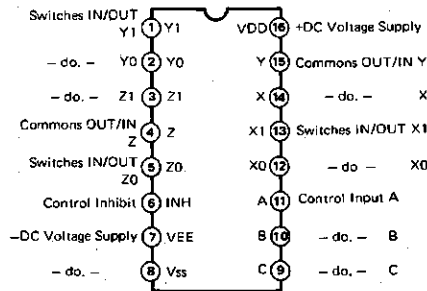 Switches IN/OUT
Y1 1 Y1 VDD 16 +DC Voltage Supply
– do. – Y0 2 Y0 Y 15 Commons OUT/IN Y
– do. – Z1 3 Z1 X 14 – do. – X
Commons OUT/IN
Z 4 Z X1 13 Switches IN/OUT X1
Switches IN/OUT
Z0 5 Z0 X0 12 – do – X0
Control Inhibit 6 INH A 11 Control Input A
–DC Voltage Supply 7 VEE B 10 – do. – B
– do. – 8 Vss C 9 – do. – C